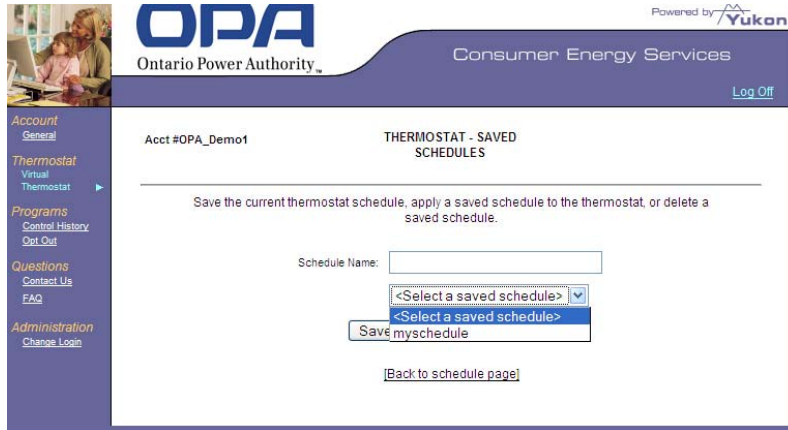 Powered by Yukon
OPA
Ontario Power Authority™
Consumer Energy Services
Log Off
Account
General
Thermostat
Virtual
Thermostat
Programs
Control History
Opt Out
Questions
Contact Us
FAQ
Administration
Change Login
Acct #OPA_Demo1
THERMOSTAT - SAVED
SCHEDULES
Save the current thermostat schedule, apply a saved schedule to the thermostat, or delete a
saved schedule.
Schedule Name:
<Select a saved schedule>
<Select a saved schedule>
myschedule
Save
[Back to schedule page]